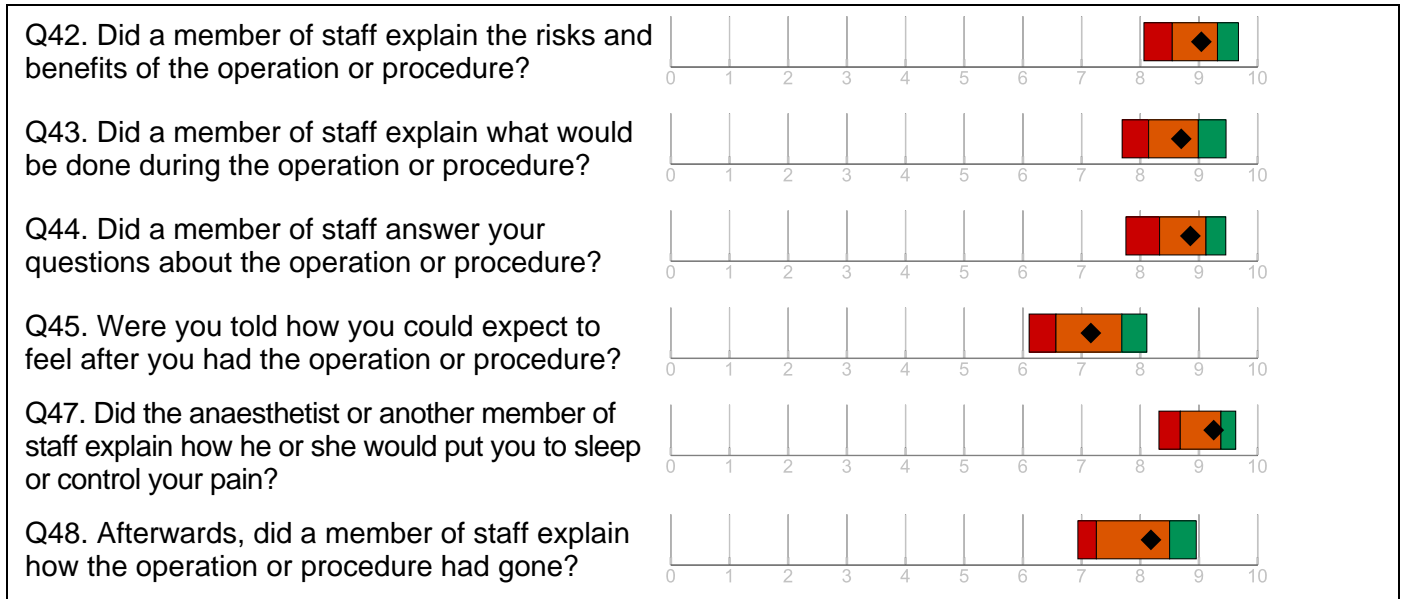 Q42. Did a member of staff explain the risks and
benefits of the operation or procedure?
0 1 2 3 4 5 6 7 8 9 10
Q43. Did a member of staff explain what would
be done during the operation or procedure?
0 1 2 3 4 5 6 7 8 9 10
Q44. Did a member of staff answer your
questions about the operation or procedure?
0 1 2 3 4 5 6 7 8 9 10
Q45. Were you told how you could expect to
feel after you had the operation or procedure?
0 1 2 3 4 5 6 7 8 9 10
Q47. Did the anaesthetist or another member of
staff explain how he or she would put you to sleep
or control your pain?
0 1 2 3 4 5 6 7 8 9 10
Q48. Afterwards, did a member of staff explain
how the operation or procedure had gone?
0 1 2 3 4 5 6 7 8 9 10